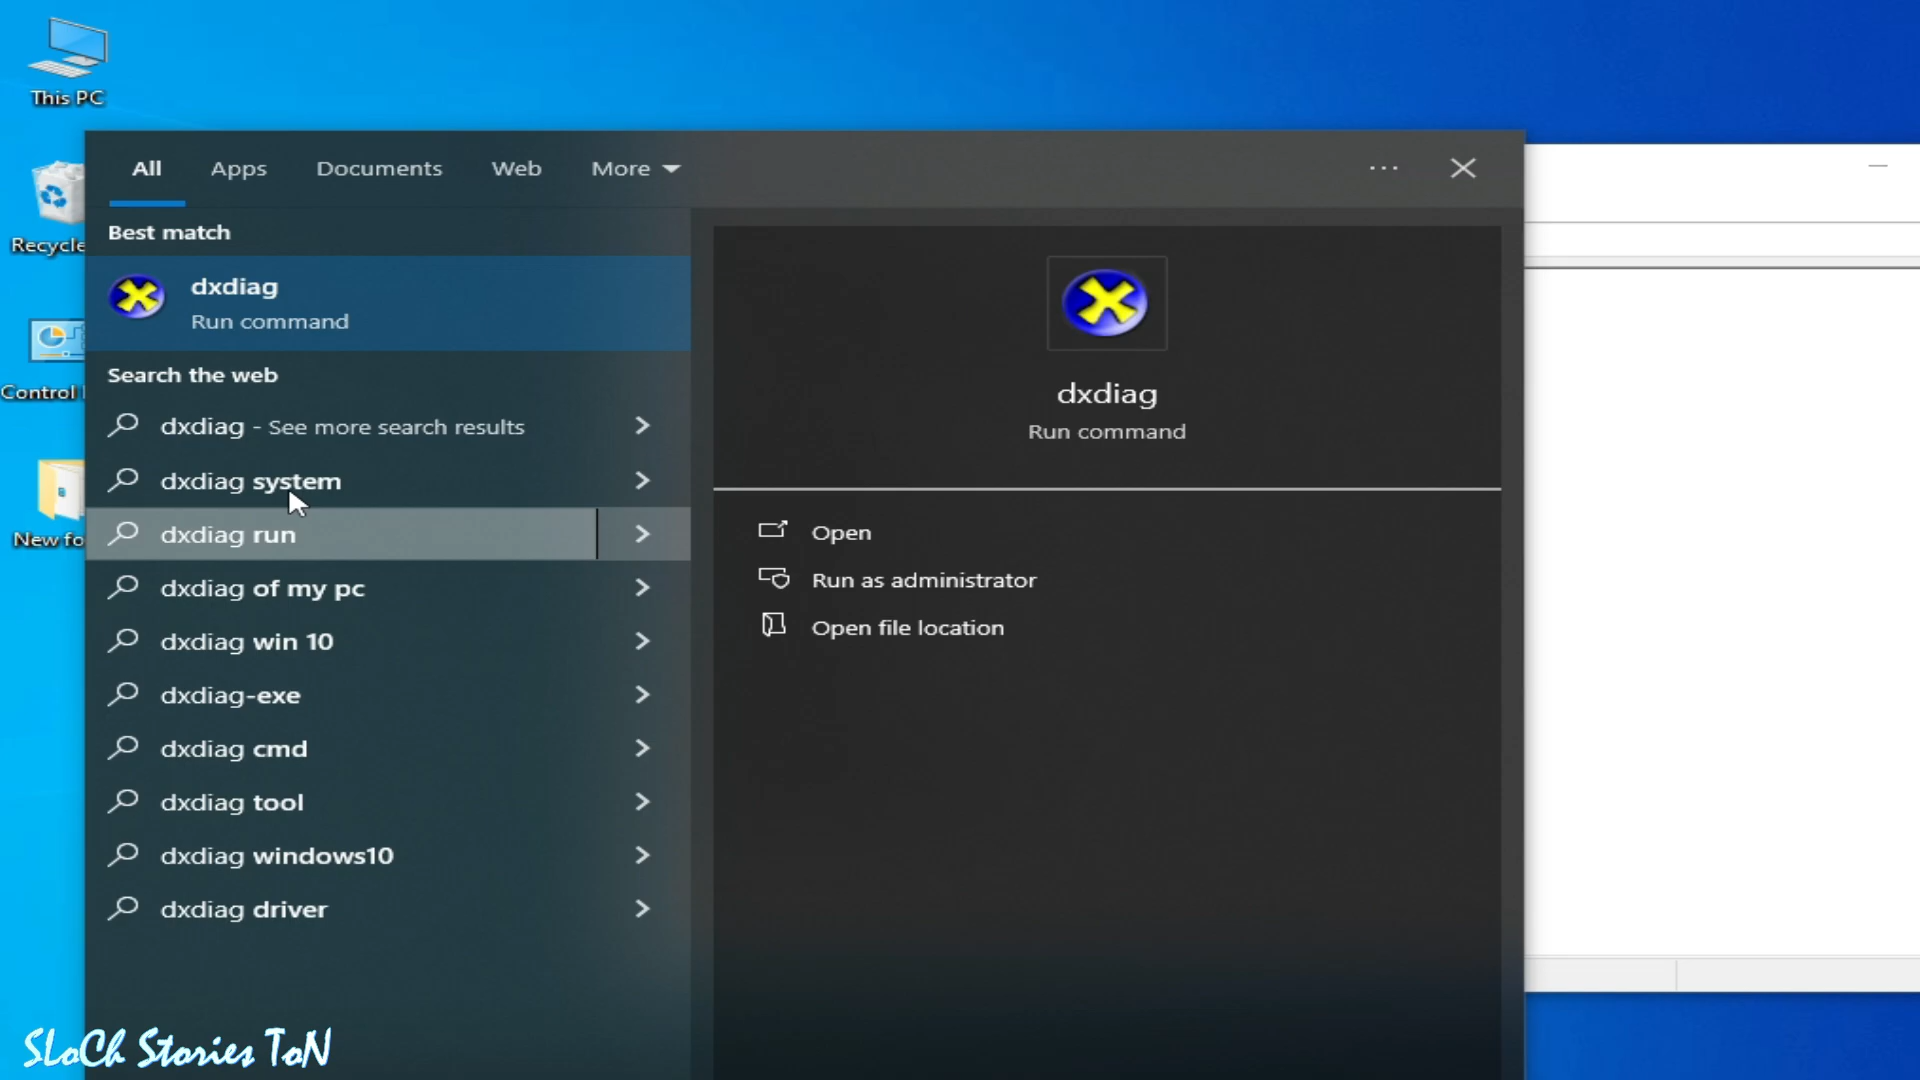 This PC
All Apps Documents Web More
Best match
Recycle
dxdiag
Run command
Search the web
Control
dxdiag - See more search results
dxdiag system
New fo
dxdiag run
dxdiag of my pc
dxdiag win 10
dxdiag-exe
dxdiag cmd
dxdiag tool
dxdiag windows10
dxdiag driver
dxdiag
Run command
Open
Run as administrator
Open file location
SLoCh Stories ToN